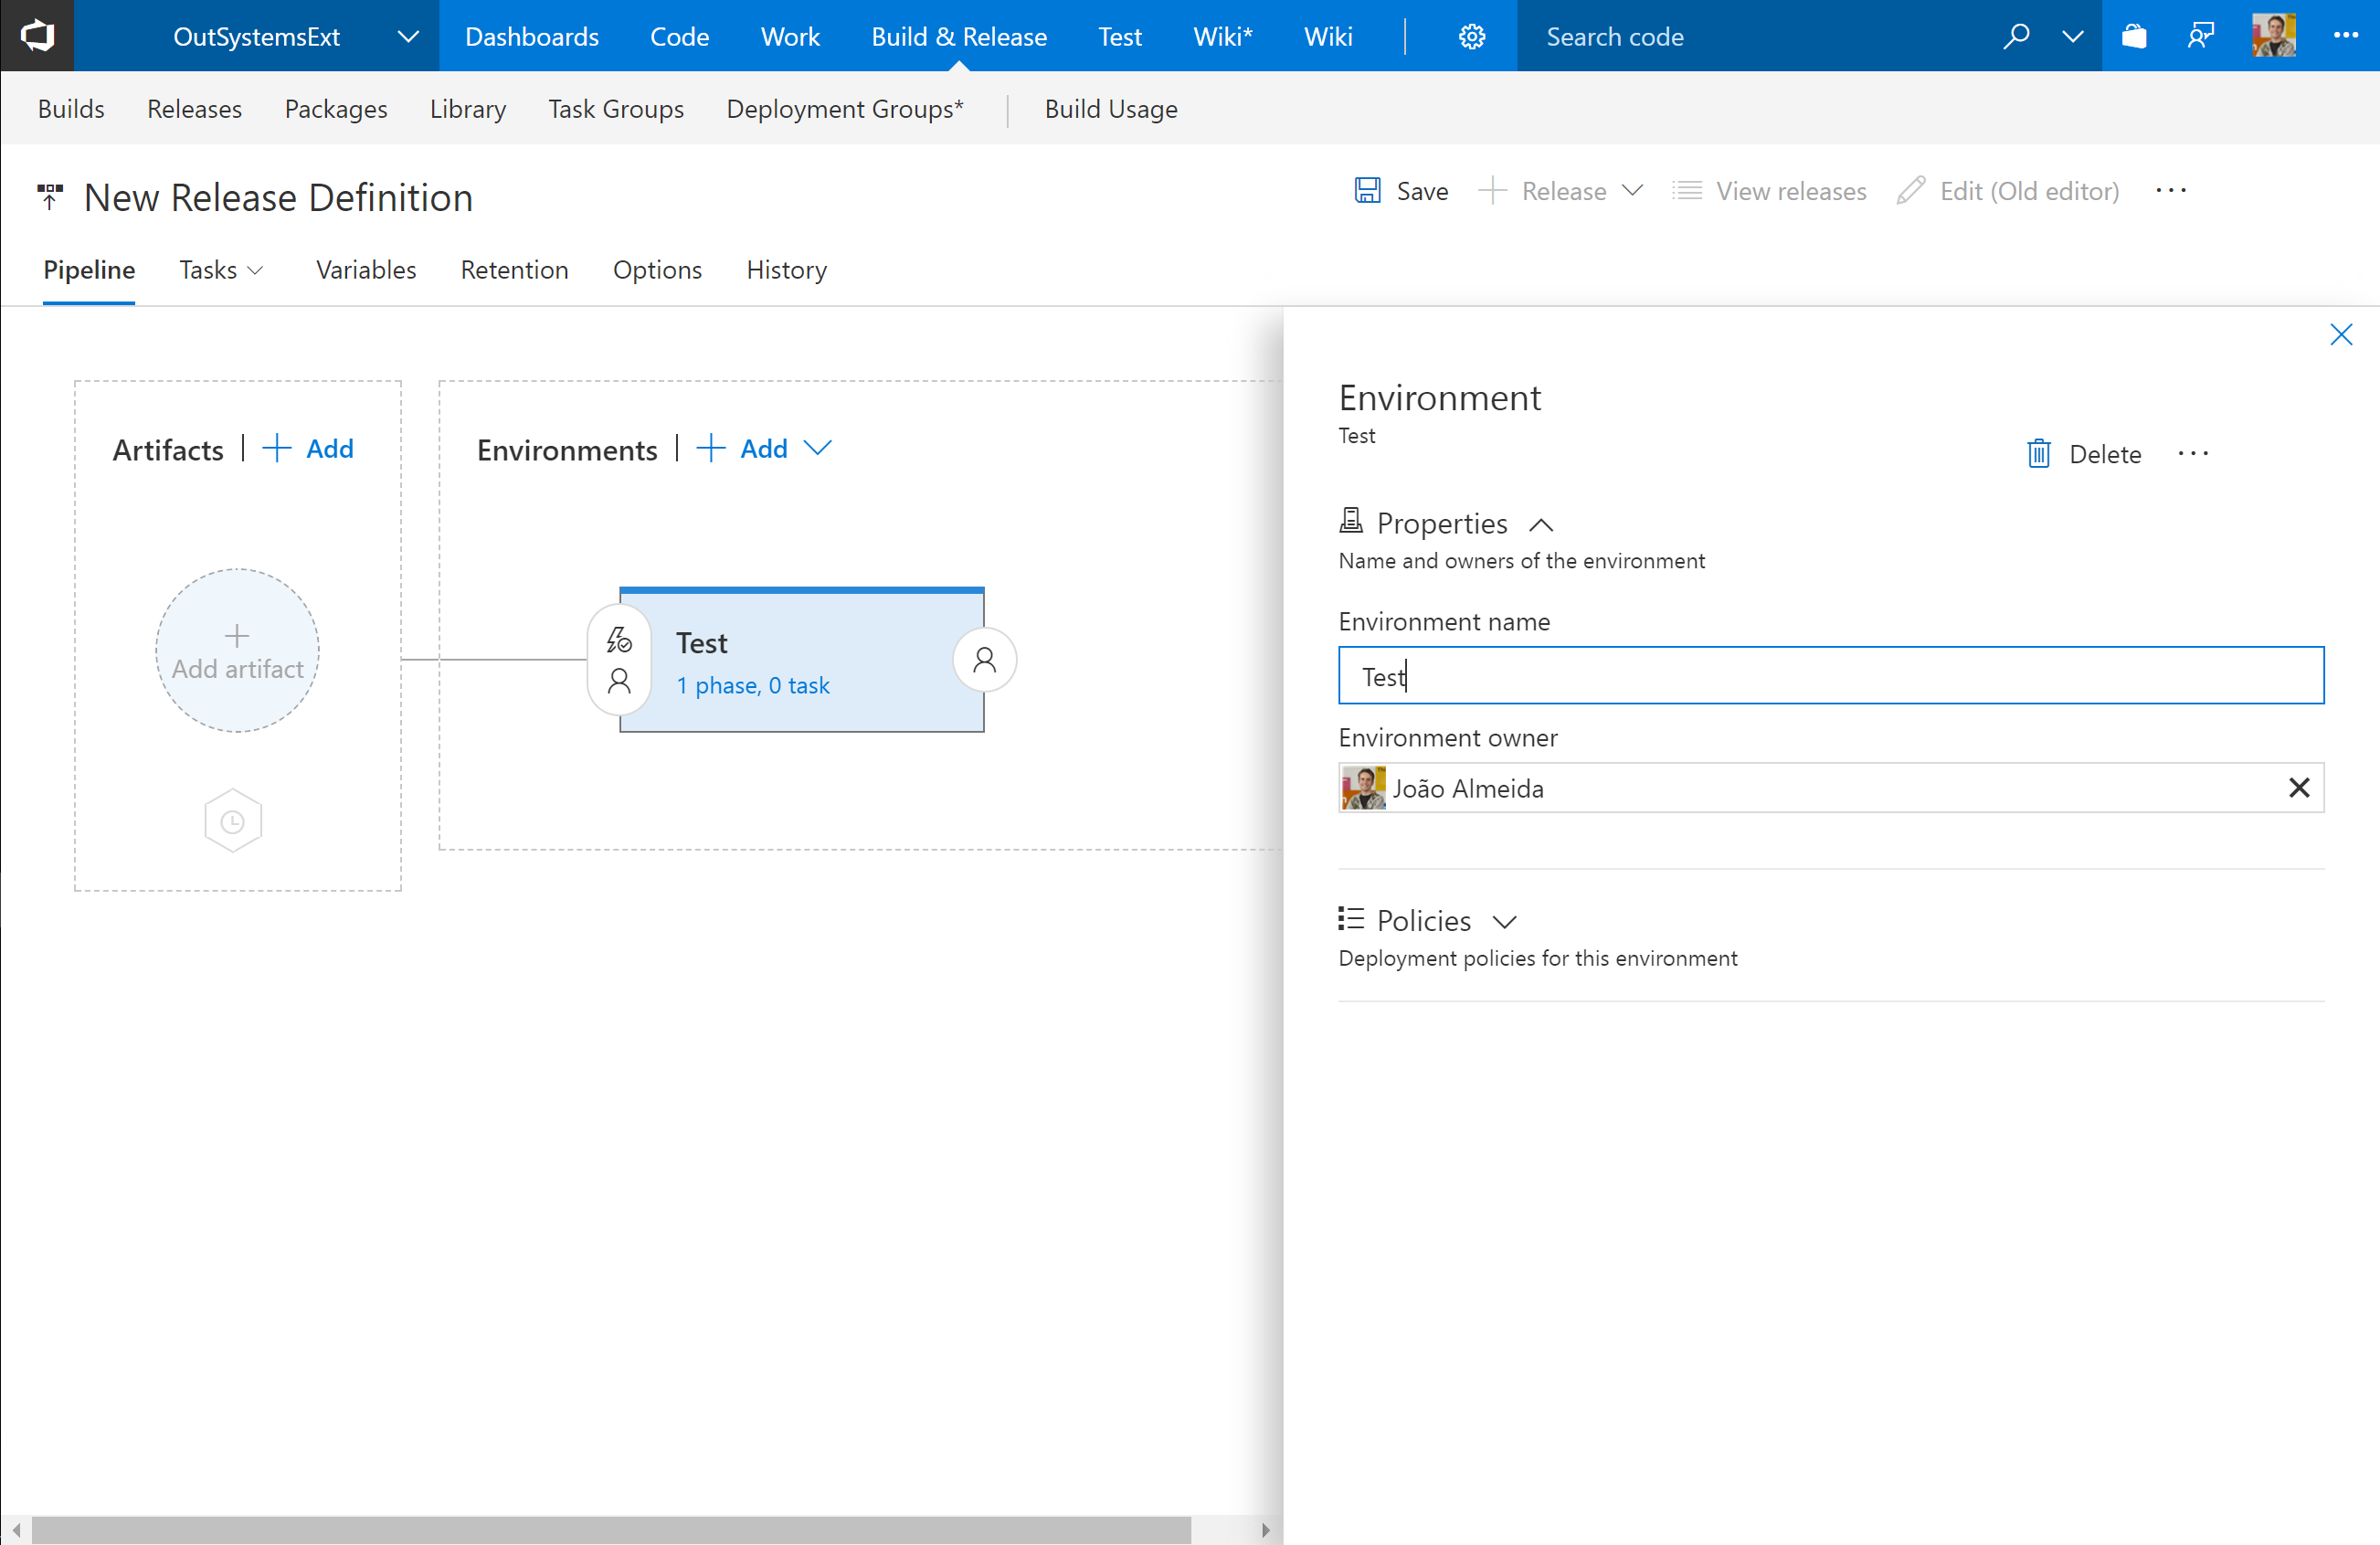 OutSystemsExt Dashboards Code Work Build & Release Test Wiki* Wiki Search code
Builds Releases Packages Library Task Groups Deployment Groups* Build Usage
New Release Definition Save Release View releases Edit (Old editor) ...
Pipeline Tasks Variables Retention Options History
Artifacts | + Add
Add artifact
Environments | + Add
Test
1 phase, 0 task
Environment
Test
Delete ...
Properties
Name and owners of the environment
Environment name
Test
Environment owner
João Almeida
Policies
Deployment policies for this environment